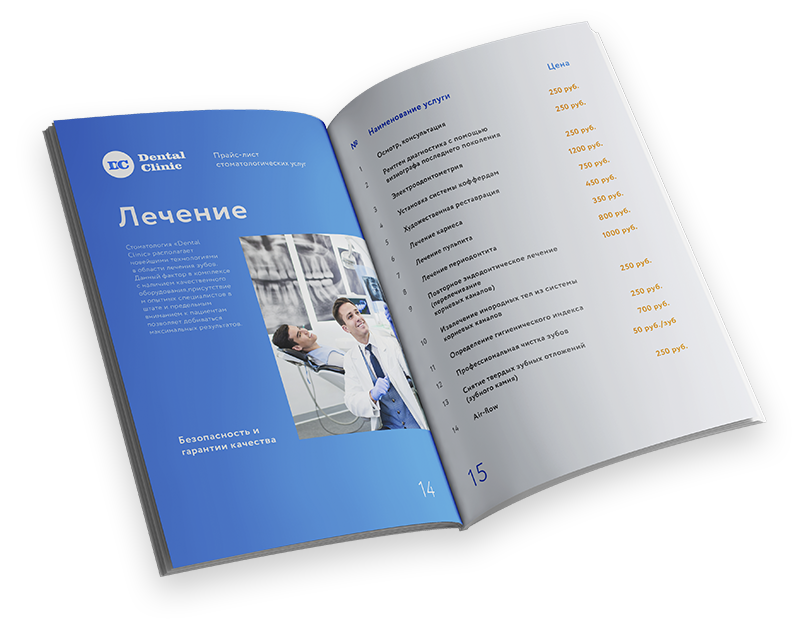 DC
Dental
Clinic
Прайс-лист
стоматологических услуг
Лечение
Стоматология «Dental
Clinic» располагает
новейшими технологиями
в области лечения зубов.
Данный фактор в комплексе
с наличием качественного
оборудования,присутствие
м опытных специалистов в
штате и предельным
вниманием к пациентам
позволяет добиваться
максимальных результатов.
Безопасность и
гарантии качества
14
№ Наименование услуги Цена
1 Осмотр, консультация 250 руб.
2 Рентген диагностика с помощью 250 руб.
визиографа последнего поколения
3 Электроодонтометрия 250 руб.
4 Установка системы коффердам 1200 руб.
5 Художественная реставрация 750 руб.
6 Лечение кариеса 450 руб.
7 Лечение пульпита 350 руб.
8 Лечение периодонтита 800 руб.
9 Повторное эндодонтическое лечение 1000 руб.
(перелечивание
корневых каналов)
10 Извлечение инородных тел из системы 250 руб.
корневых каналов
11 Определение гигиенического индекса 250 руб.
12 Профессиональная чистка зубов 700 руб.
13 Снятие твердых зубных отложений 50 руб./зуб
(зубного камня)
14 Air-flow 250 руб.
15